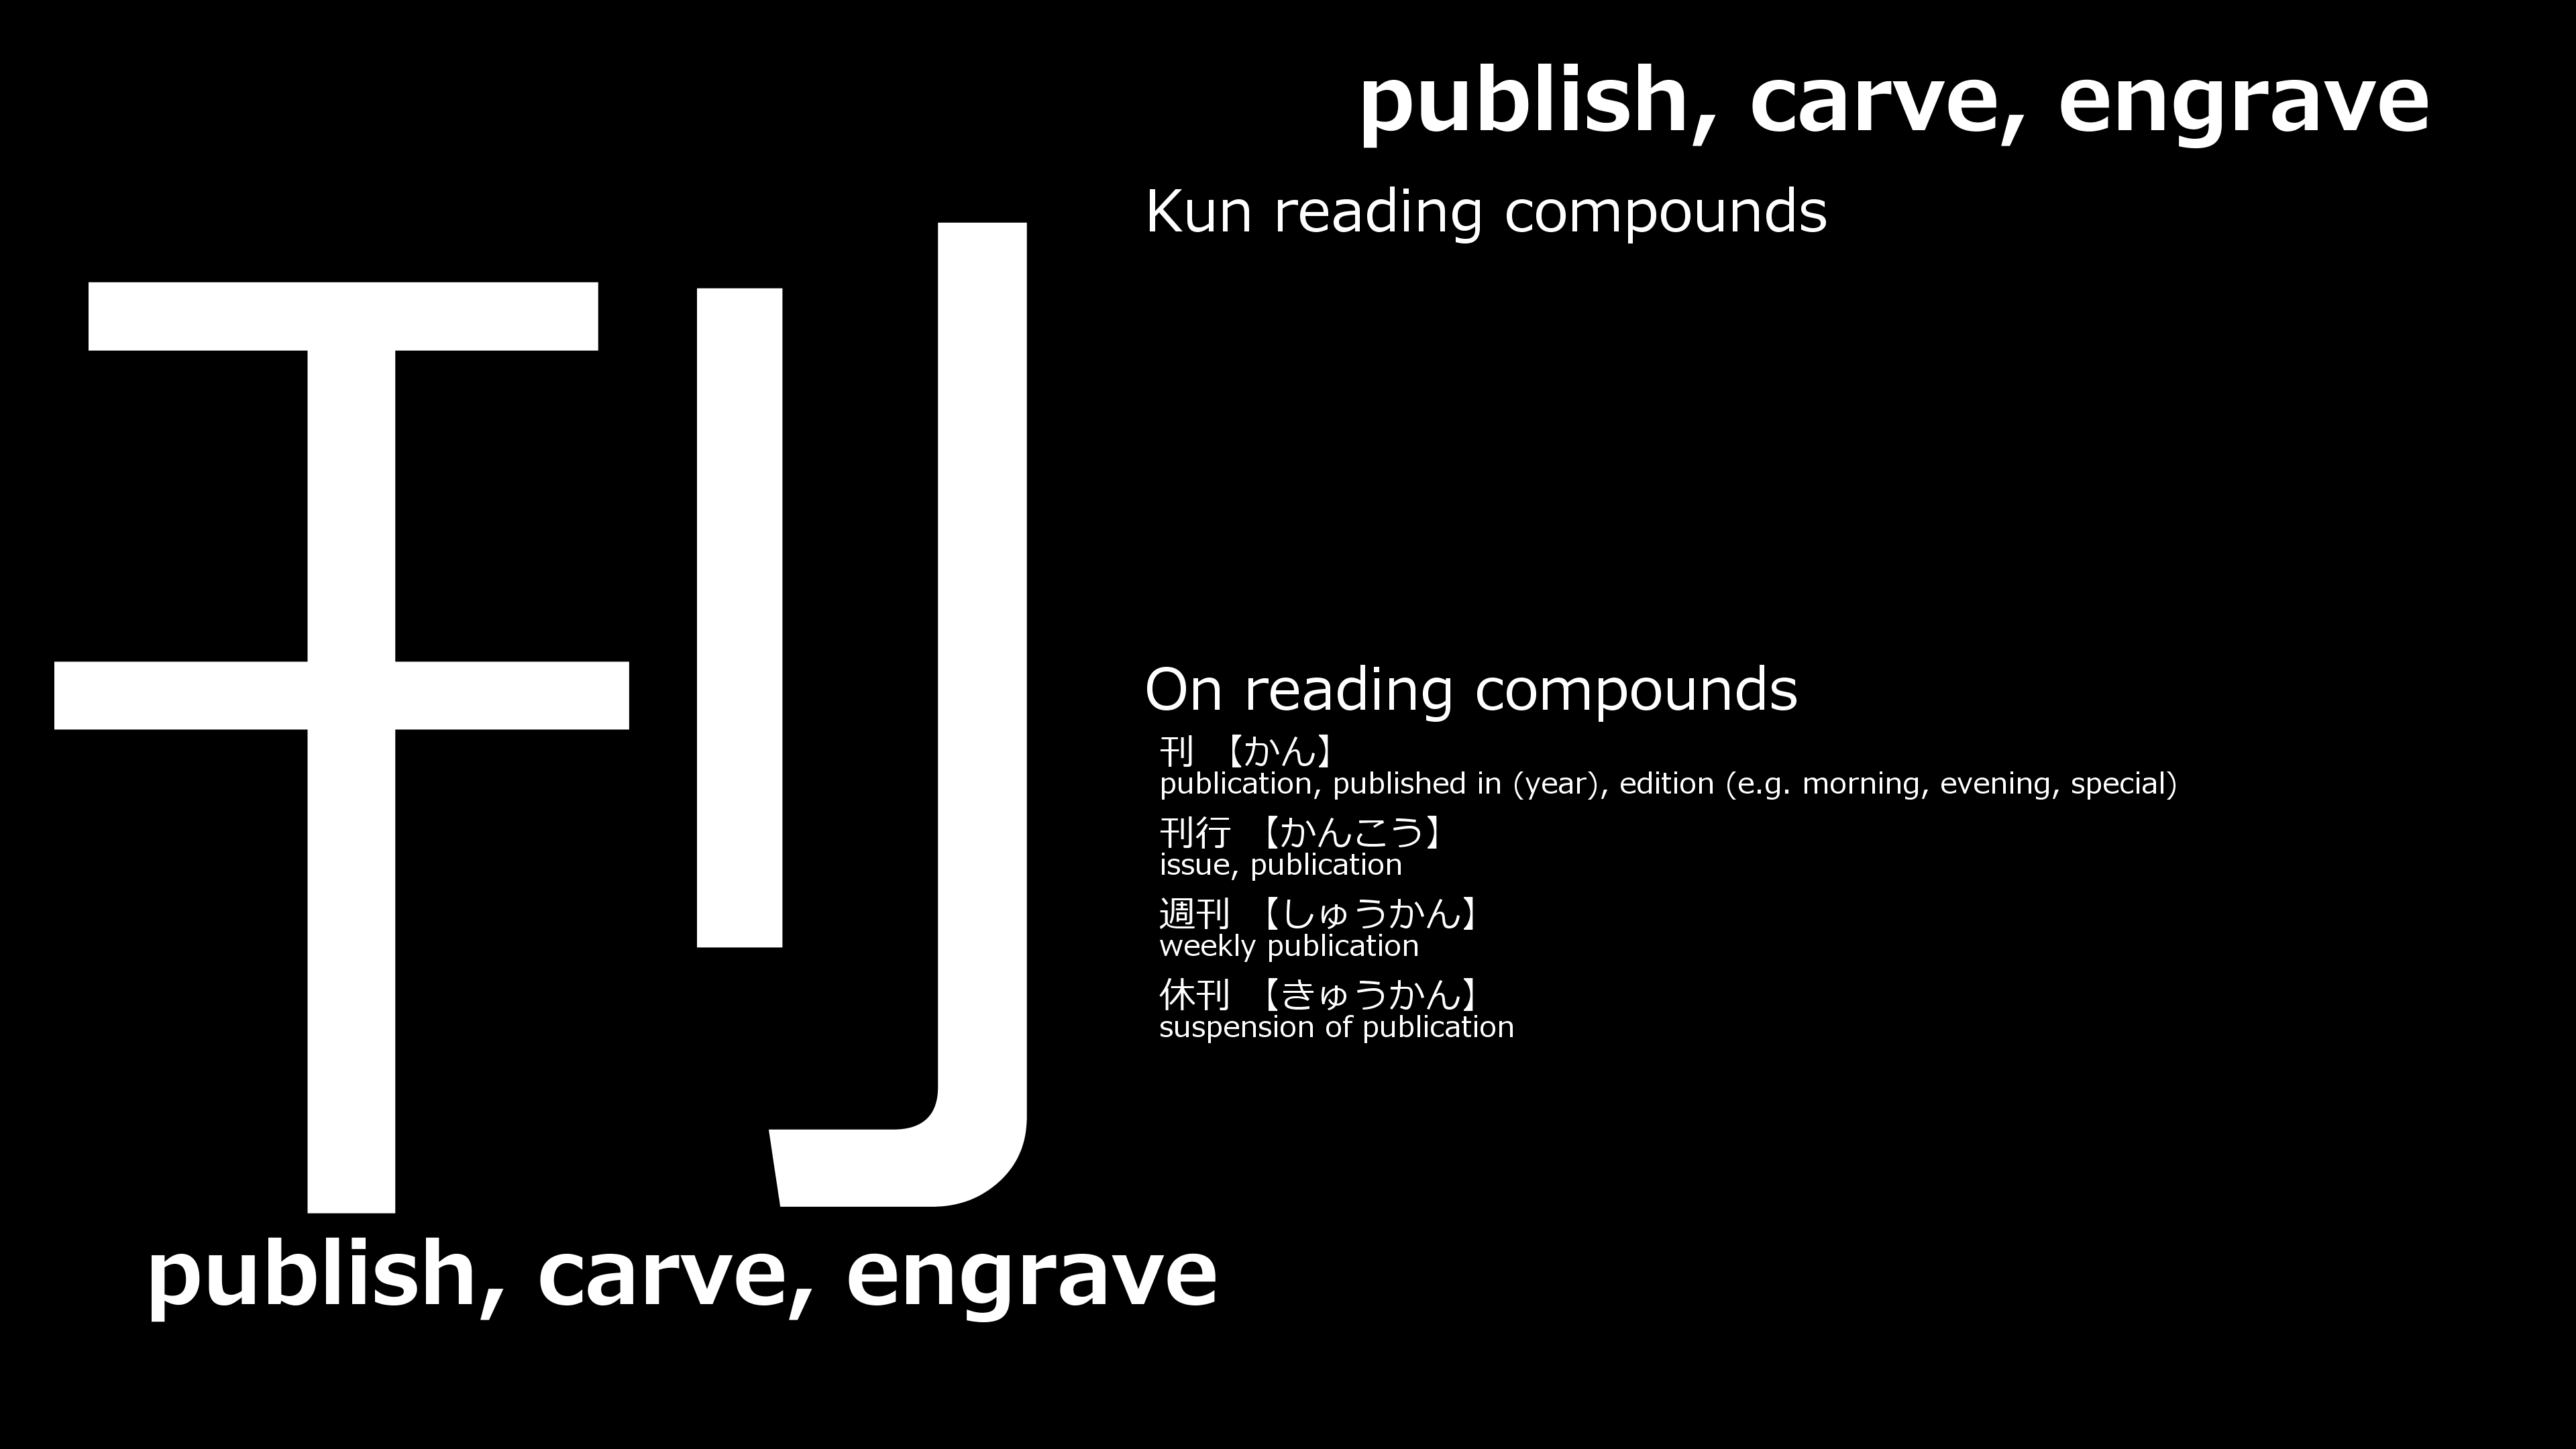 刊
publish, carve, engrave
publish, carve, engrave
Kun reading compounds
On reading compounds
刊 【かん】
publication, published in (year), edition (e.g. morning, evening, special)
刊行 【かんこう】
issue, publication
週刊 【しゅうかん】
weekly publication
休刊 【きゅうかん】
suspension of publication